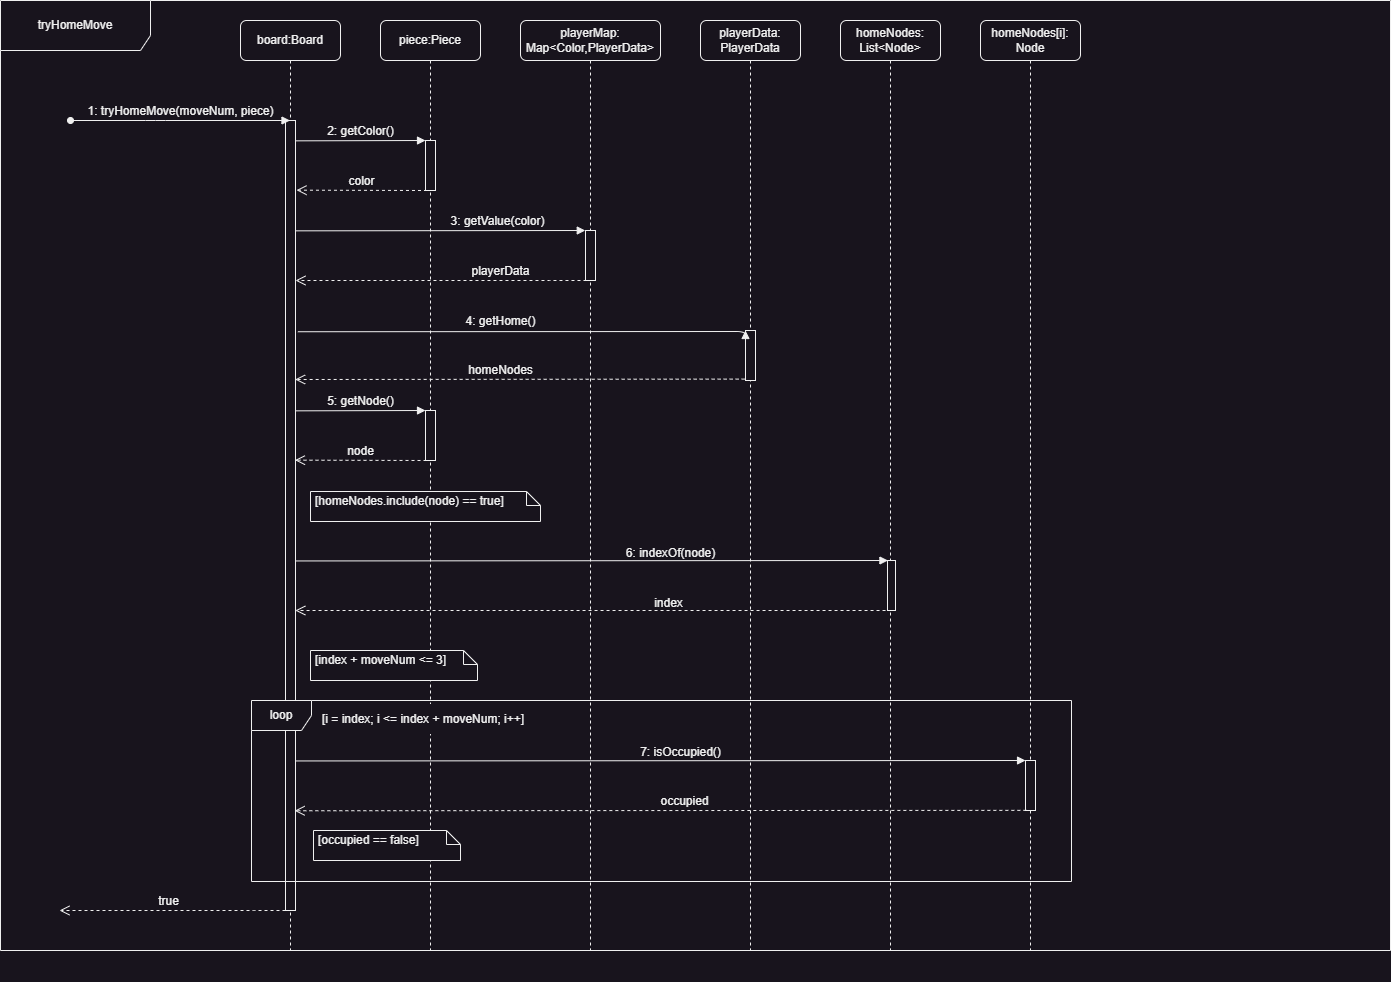 tryHomeMove
board:Board
piece:Piece
playerMap:
Map<Color,PlayerData>
playerData:
PlayerData
homeNodes:
List<Node>
homeNodes[i]:
Node
1: tryHomeMove(moveNum, piece)
2: getColor()
color
3: getValue(color)
playerData
4: getHome()
homeNodes
5: getNode()
node
[homeNodes.include(node) == true]
6: indexOf(node)
index
[index + moveNum <= 3]
loop
[i = index; i <= index + moveNum; i++]
7: isOccupied()
occupied
[occupied == false]
true